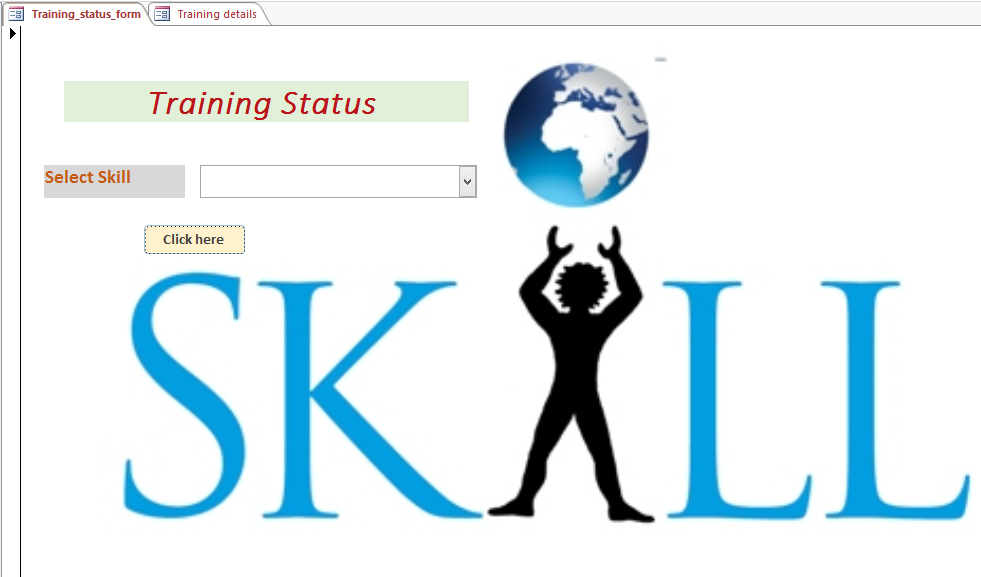 Training_status_form Training details
Training Status
Select Skill
Click here
SKILL